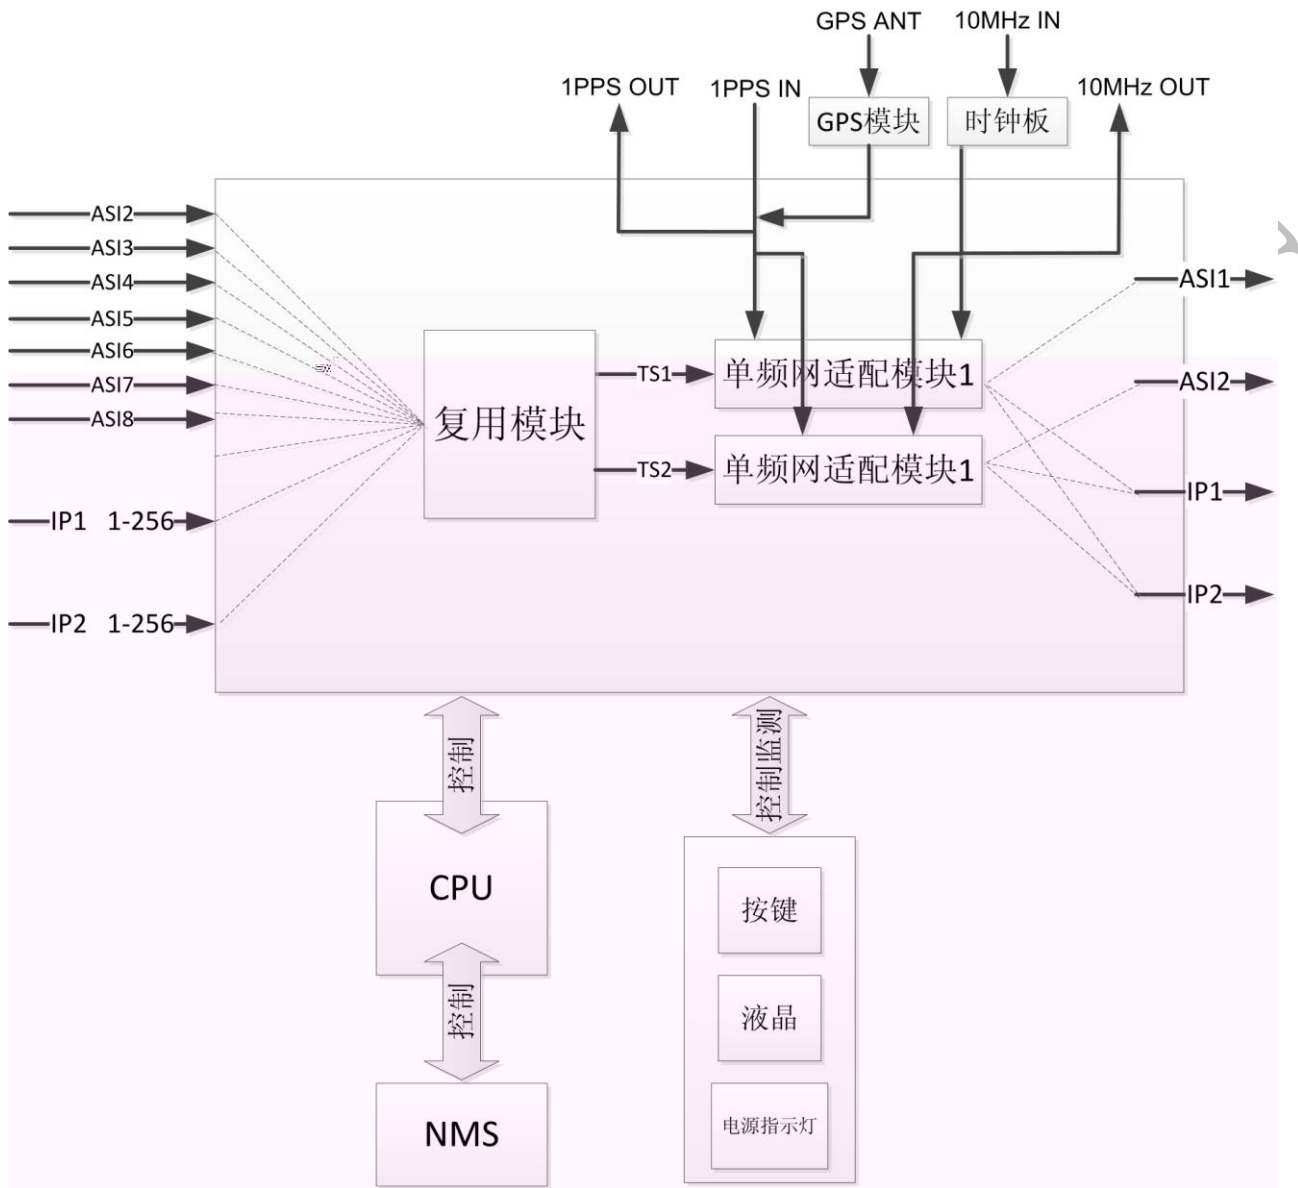 GPS ANT
10MHz IN
1PPS OUT
1PPS IN
10MHz OUT
GPS模块
时钟板
ASI2
ASI3
ASI4
ASI5
ASI6
ASI7
ASI8
IP1 1-256
IP2 1-256
复用模块
TS1
TS2
单频网适配模块1
单频网适配模块1
ASI1
ASI2
IP1
IP2
控制
控制监测
CPU
控制
NMS
按键
液晶
电源指示灯